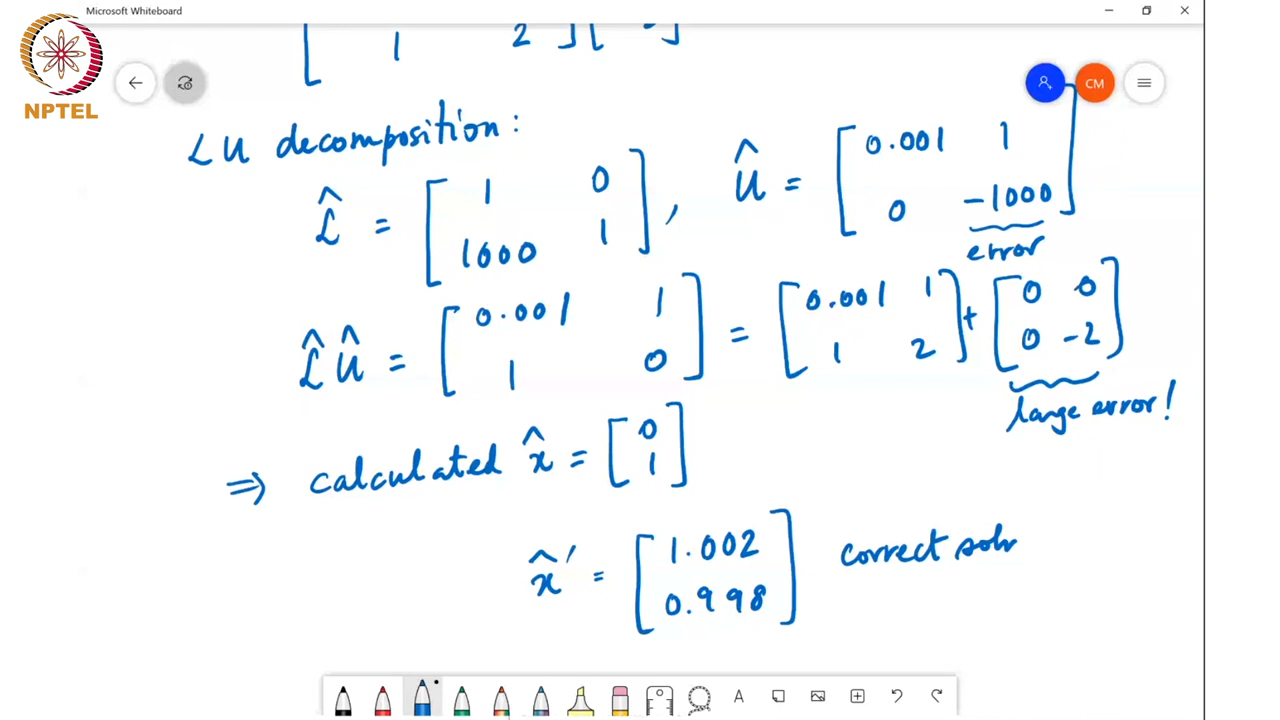 Microsoft Whiteboard
NPTEL
CM
1 2
LU decomposition:
L̂ = [1 0; 1000 1], Û = [0.001 1; 0 -1000]
error
L̂Û = [0.001 1; 1 0] = [0.001 1; 1 2] + [0 0; 0 -2]
large error!
⇒ calculated x̂ = [0; 1]
x̂' = [1.002; 0.998] correct soln
A